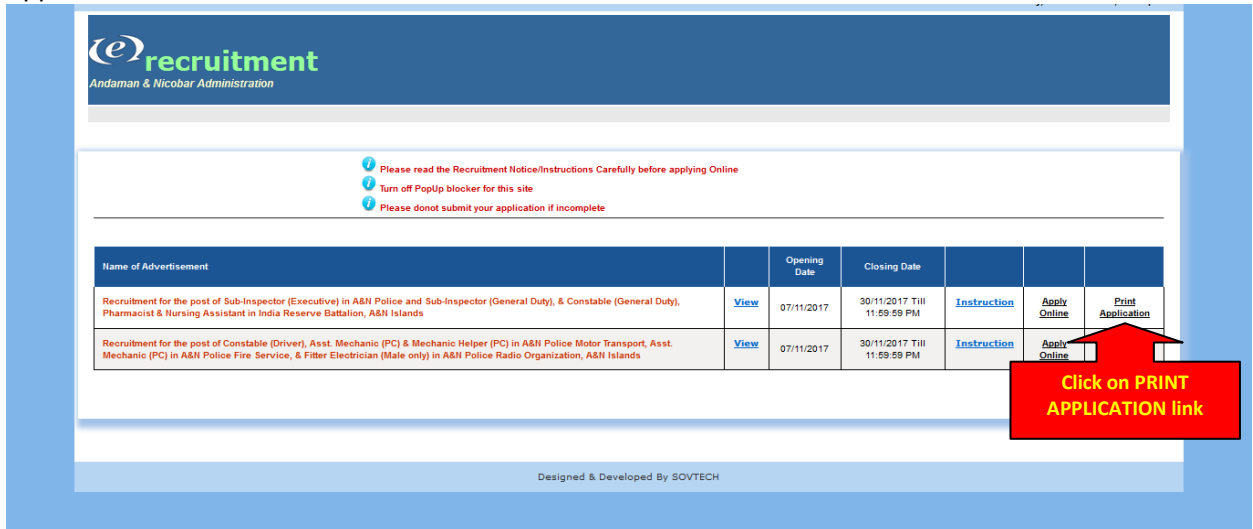 (e)recruitment
Andaman & Nicobar Administration
Please read the Recruitment Notice/Instructions Carefully before applying Online
Turn off PopUp blocker for this site
Please donot submit your application if incomplete
Name of Advertisement
Opening
Date
Closing Date
Recruitment for the post of Sub-Inspector (Executive) in A&N Police and Sub-Inspector (General Duty), & Constable (General Duty),
Pharmacist & Nursing Assistant in India Reserve Battalion, A&N Islands
View
07/11/2017
30/11/2017 Till
11:59:59 PM
Instruction
Apply
Online
Print
Application
Recruitment for the post of Constable (Driver), Asst. Mechanic (PC) & Mechanic Helper (PC) in A&N Police Motor Transport, Asst.
Mechanic (PC) in A&N Police Fire Service, & Fitter Electrician (Male only) in A&N Police Radio Organization, A&N Islands
View
07/11/2017
30/11/2017 Till
11:59:59 PM
Instruction
Apply
Online
Click on PRINT
APPLICATION link
Designed & Developed By SOVTECH